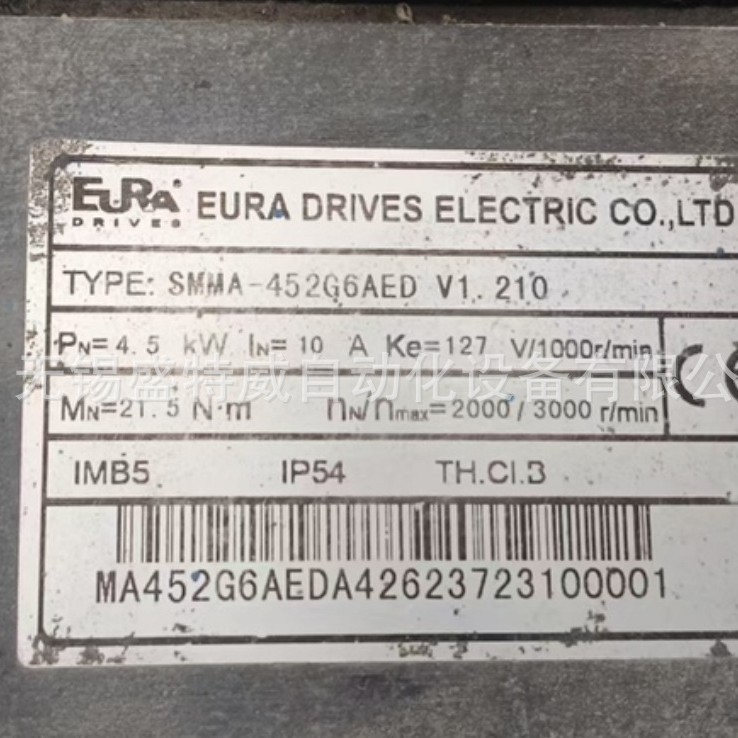 EURA® EURA DRIVES ELECTRIC CO.,LTD
DRIVES
TYPE: SMMA-452G6AED V1.210
PN=4.5 kW IN=10 A Ke=127 V/1000r/min
无锡盛特威自动化设备有限公
MN=21.5 N·m nN/nmax=2000/3000 r/min
IMB5 IP54 TH.Cl.B
MA452G6AEDA42623723100001